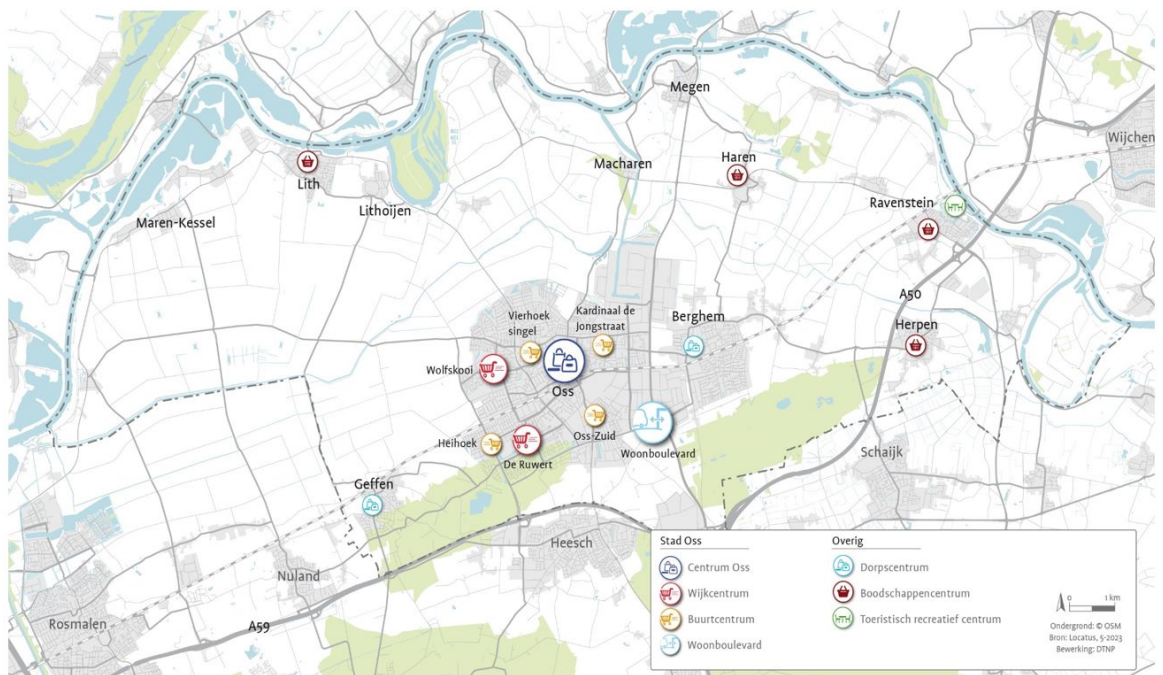 Megen
Wijchen
Macharen
Haren
Lith
Lithoijen
Ravenstein
Maren-Kessel
A50
Vierhoek
singel
Kardinaal de
Jongstraat
Berghem
Herpen
Wolfskooi
Oss
Heihoek
De Ruwert
Oss-Zuid
Woonboulevard
Schaijk
Geffen
Heesch
Nuland
Rosmalen
A59
Stad Oss
Centrum Oss
Wijkcentrum
Buurtcentrum
Woonboulevard
Overig
Dorpscentrum
Boodschappencentrum
Toeristisch recreatief centrum
0 1 km
Ondergrond: © OSM
Bron: Locatus, 5-2023
Bewerking: DTNP